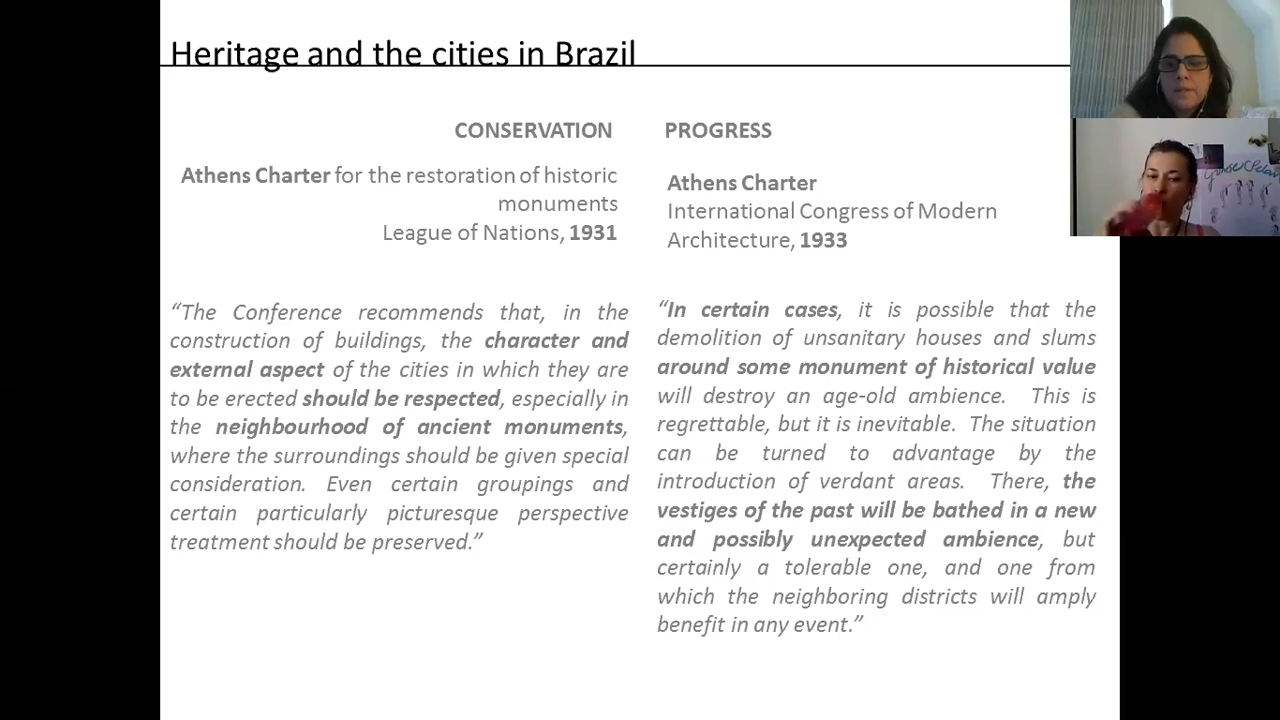 Heritage and the cities in Brazil
CONSERVATION
Athens Charter for the restoration of historic
monuments
League of Nations, 1931
“The Conference recommends that, in the
construction of buildings, the character and
external aspect of the cities in which they are
to be erected should be respected, especially in
the neighbourhood of ancient monuments,
where the surroundings should be given special
consideration. Even certain groupings and
certain particularly picturesque perspective
treatment should be preserved.”
PROGRESS
Athens Charter
International Congress of Modern
Architecture, 1933
“In certain cases, it is possible that the
demolition of unsanitary houses and slums
around some monument of historical value
will destroy an age-old ambience. This is
regrettable, but it is inevitable. The situation
can be turned to advantage by the
introduction of verdant areas. There, the
vestiges of the past will be bathed in a new
and possibly unexpected ambience, but
certainly a tolerable one, and one from
which the neighboring districts will amply
benefit in any event.”